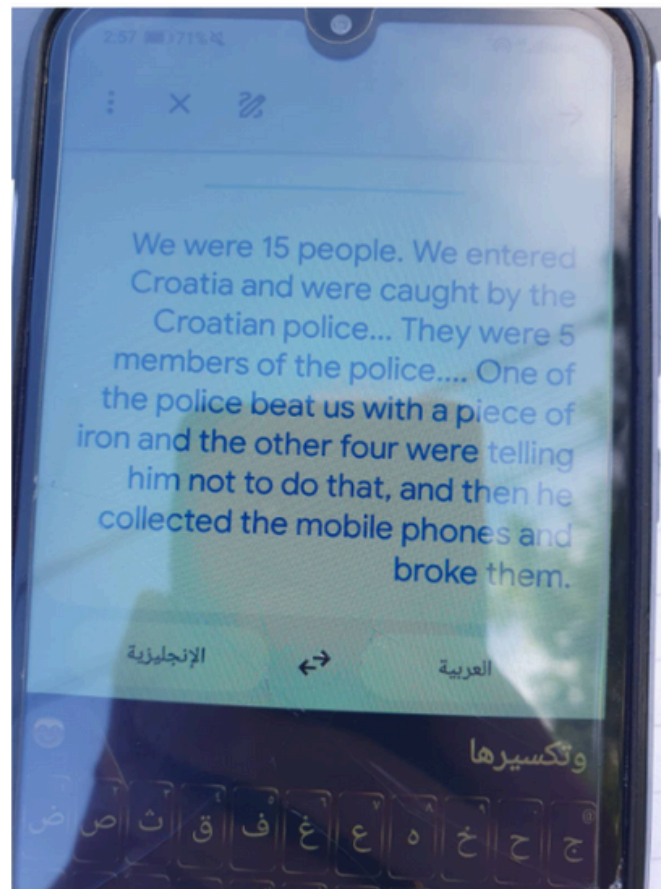 2:57 71%
We were 15 people. We entered
Croatia and were caught by the
Croatian police... They were 5
members of the police.... One of
the police beat us with a piece of
iron and the other four were telling
him not to do that, and then he
collected the mobile phones and
broke them.
العربية الإنجليزية
وتكسيرها
ج ح خ ه ع غ ف ق ث ص ض